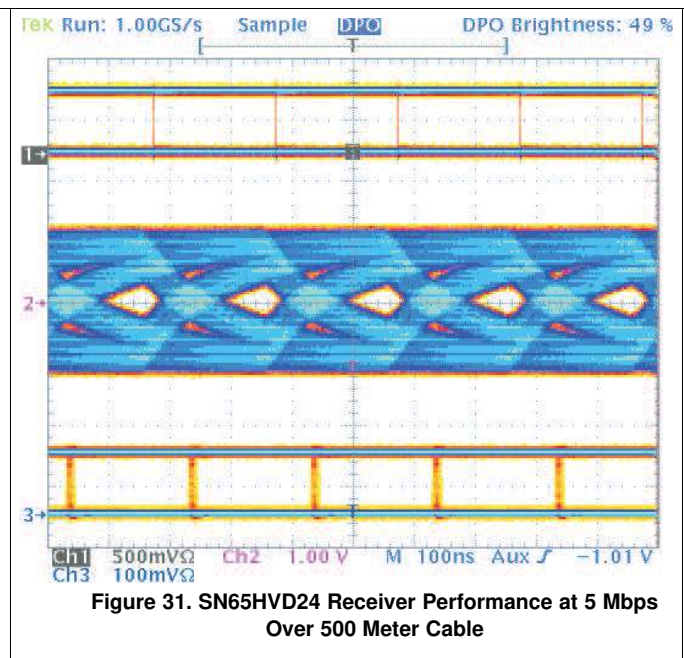 Tek Run: 1.00GS/s Sample DPO DPO Brightness: 49 %
T
1→
2→
3→
Ch1 500mVΩ Ch2 1.00 V M 100ns Aux ʃ −1.01 V
Ch3 100mVΩ
Figure 31. SN65HVD24 Receiver Performance at 5 Mbps
Over 500 Meter Cable